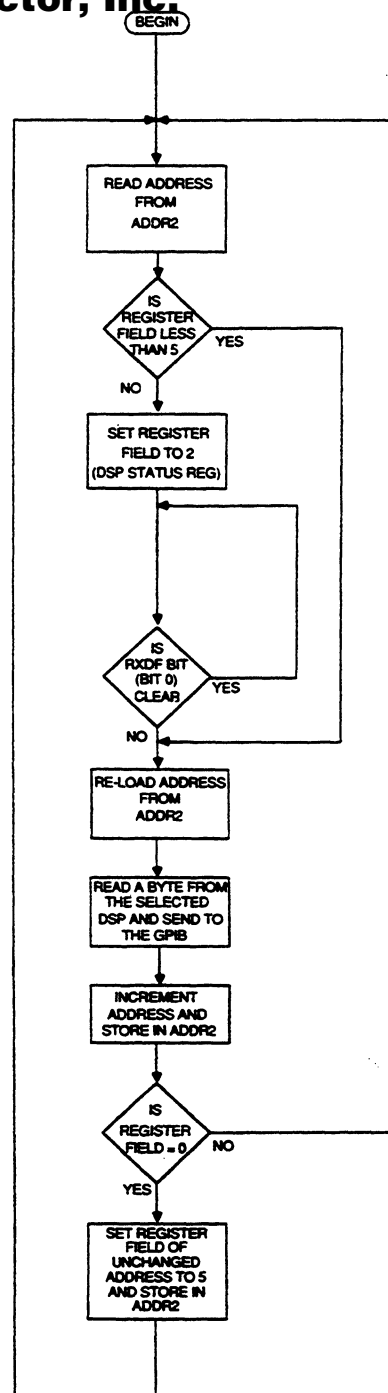 ctor, Inc.
BEGIN
READ ADDRESS
FROM
ADDR2
IS
REGISTER
FIELD LESS
THAN 5
YES
NO
SET REGISTER
FIELD TO 2
(DSP STATUS REG)
IS
RXDF BIT
(BIT 0)
CLEAR
YES
NO
RE-LOAD ADDRESS
FROM
ADDR2
READ A BYTE FROM
THE SELECTED
DSP AND SEND TO
THE GPIB
INCREMENT
ADDRESS AND
STORE IN ADDR2
IS
REGISTER
FIELD = 0
NO
YES
SET REGISTER
FIELD OF
UNCHANGED
ADDRESS TO 5
AND STORE IN
ADDR2